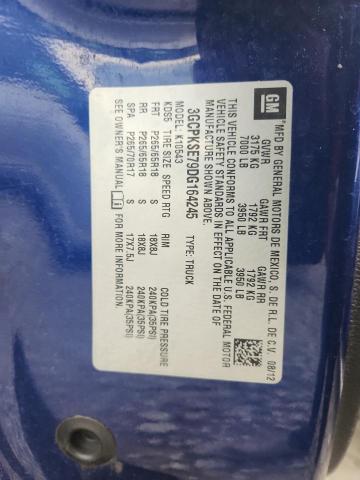 GM
MFD BY GENERAL MOTORS DE MEXICO, S. DE R.L. DE C.V. 08/12
GVWR GAWR FRT GAWR RR
3175 KG 1792 KG 1792 KG
7000 LB 3950 LB 3950 LB
THIS VEHICLE CONFORMS TO ALL APPLICABLE U.S. FEDERAL MOTOR
VEHICLE SAFETY STANDARDS IN EFFECT ON THE DATE OF
MANUFACTURE SHOWN ABOVE.
3GCPKSE77DG164245 TYPE: TRUCK
MODEL: K10543
KDS5 TIRE SIZE SPEED RTG RIM COLD TIRE PRESSURE
FRT P265/65R18 S 18X8J 240KPA(35PSI)
RR P265/65R18 S 18X8J 240KPA(35PSI)
SPA P265/70R17 S 17X7.5J 240KPA(35PSI)
SEE OWNER'S MANUAL i FOR MORE INFORMATION.